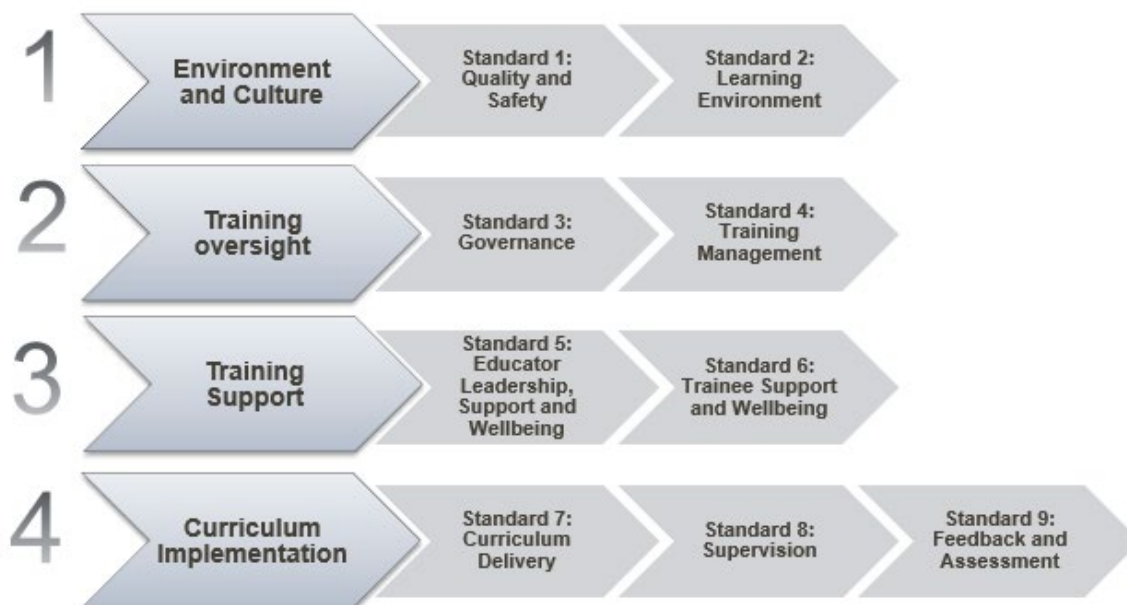 1
Environment
and Culture
Standard 1:
Quality and
Safety
Standard 2:
Learning
Environment
2
Training
oversight
Standard 3:
Governance
Standard 4:
Training
Management
3
Training
Support
Standard 5:
Educator
Leadership,
Support and
Wellbeing
Standard 6:
Trainee Support
and Wellbeing
4
Curriculum
Implementation
Standard 7:
Curriculum
Delivery
Standard 8:
Supervision
Standard 9:
Feedback and
Assessment